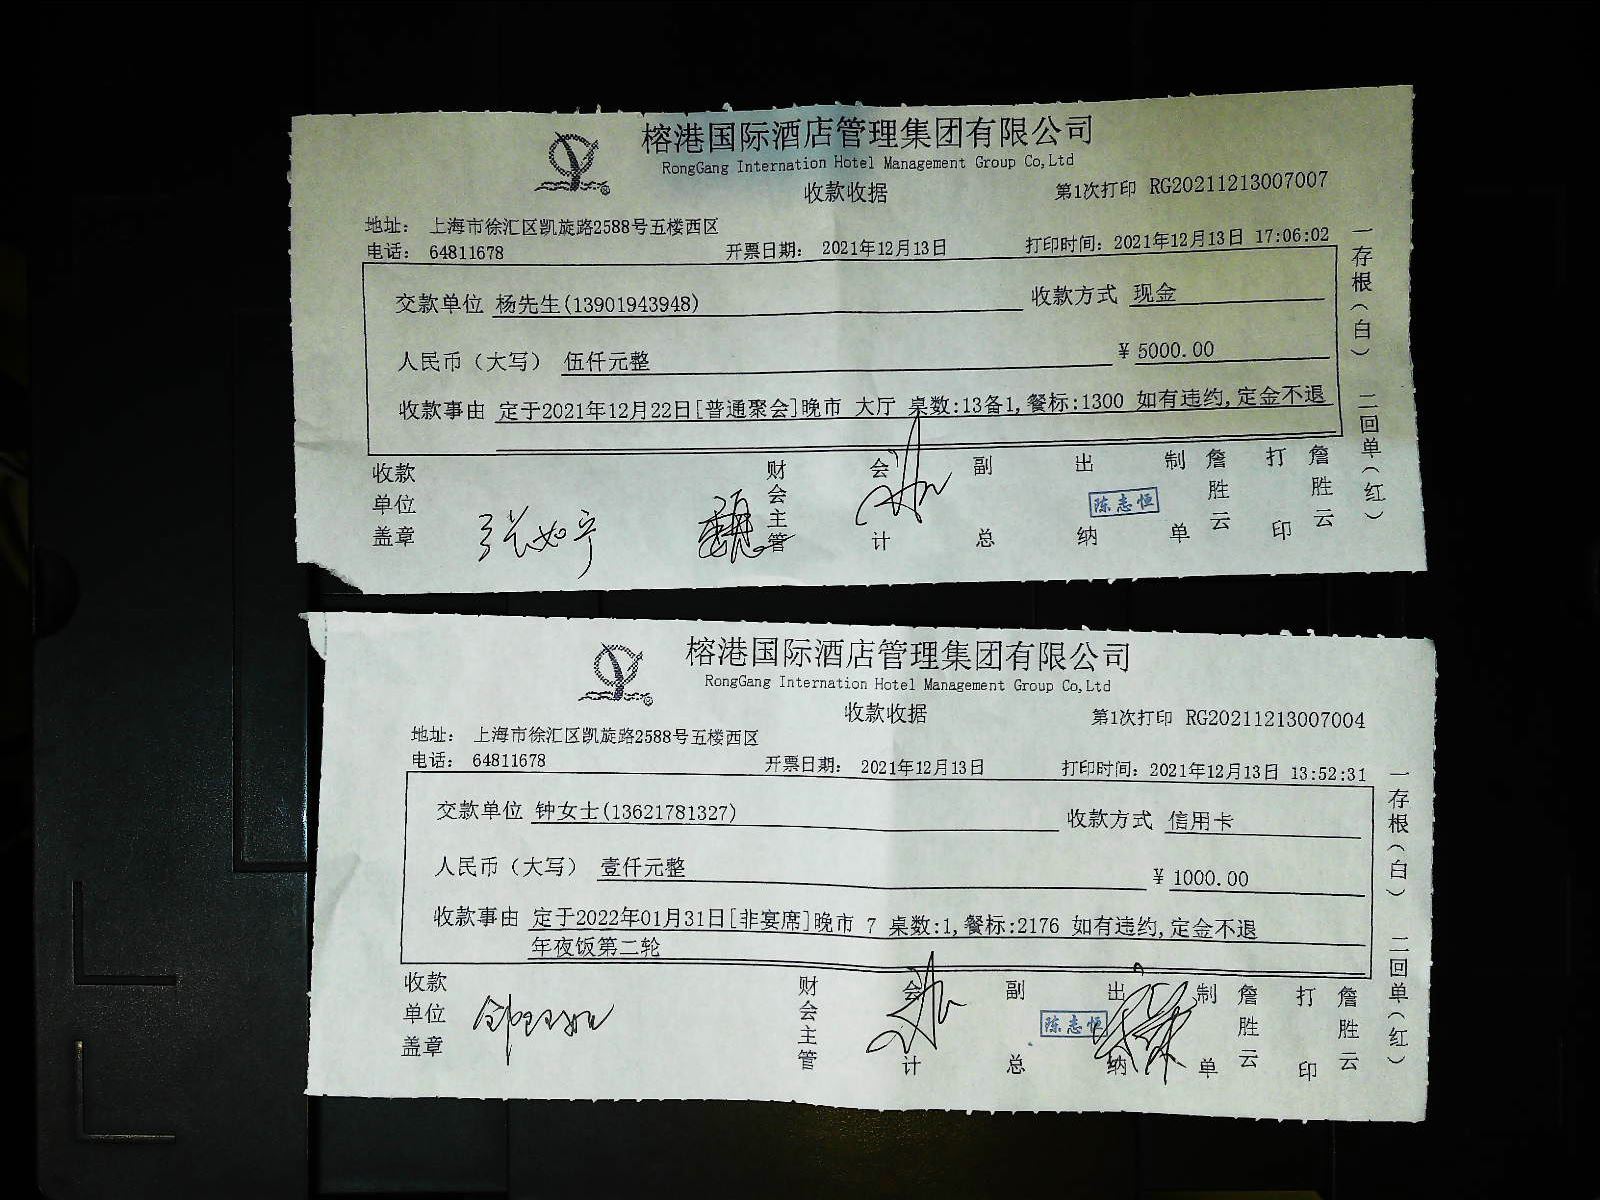 榕港国际酒店管理集团有限公司
RongGang Internation Hotel Management Group Co,Ltd
收款收据
第1次打印 RG20211213007007
地址： 上海市徐汇区凯旋路2588号五楼西区
电话： 64811678 开票日期： 2021年12月13日 打印时间：2021年12月13日 17:06:02
交款单位 杨先生(13901943948) 收款方式 现金
人民币（大写） 伍仟元整 ¥ 5000.00
收款事由 定于2021年12月22日[普通聚会]晚市 大厅 桌数:13备1,餐标:1300 如有违约,定金不退
收款单位盖章 张如宁 财会主管 会计 副总 出纳 陈志恒 制单 詹胜云 打印 詹胜云
一存根（白） 二回单（红）
榕港国际酒店管理集团有限公司
RongGang Internation Hotel Management Group Co,Ltd
收款收据
第1次打印 RG20211213007004
地址： 上海市徐汇区凯旋路2588号五楼西区
电话： 64811678 开票日期： 2021年12月13日 打印时间：2021年12月13日 13:52:31
交款单位 钟女士(13621781327) 收款方式 信用卡
人民币（大写） 壹仟元整 ¥ 1000.00
收款事由 定于2022年01月31日[非宴席]晚市 7 桌数:1,餐标:2176 如有违约,定金不退
年夜饭第二轮
收款单位盖章 财会主管 会计 副总 出纳 陈志恒 制单 詹胜云 打印 詹胜云
一存根（白） 二回单（红）